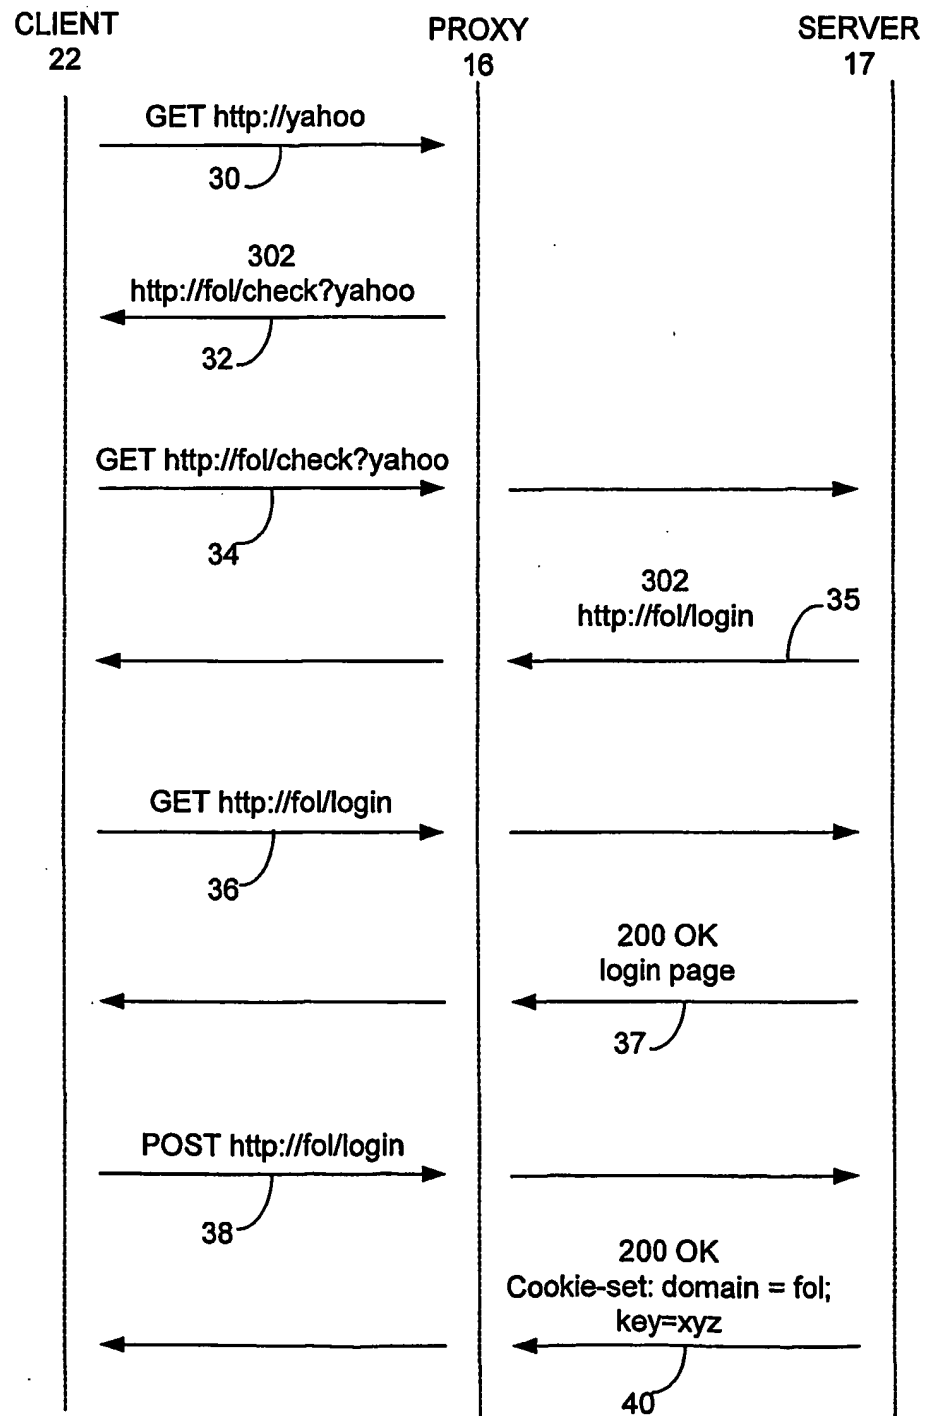 CLIENT
22
PROXY
16
SERVER
17
GET http://yahoo
30
302
http://fol/check?yahoo
32
GET http://fol/check?yahoo
34
302
http://fol/login
35
GET http://fol/login
36
200 OK
login page
37
POST http://fol/login
38
200 OK
Cookie-set: domain = fol;
key=xyz
40